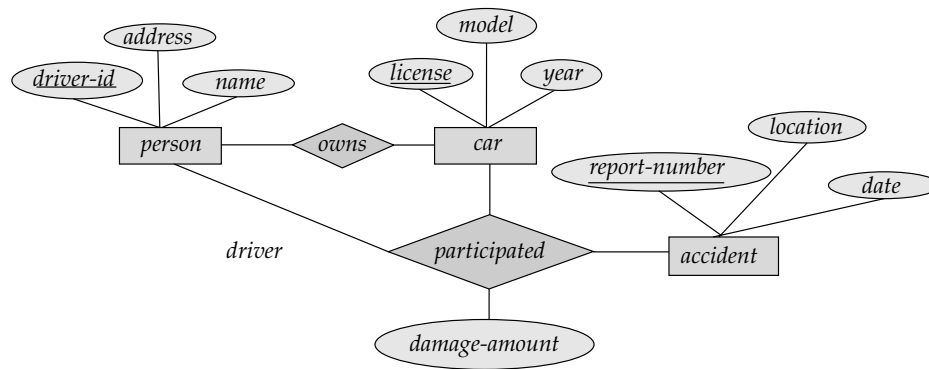 model
address
driver-id
name
license
year
person
owns
car
location
report-number
date
driver
participated
accident
damage-amount